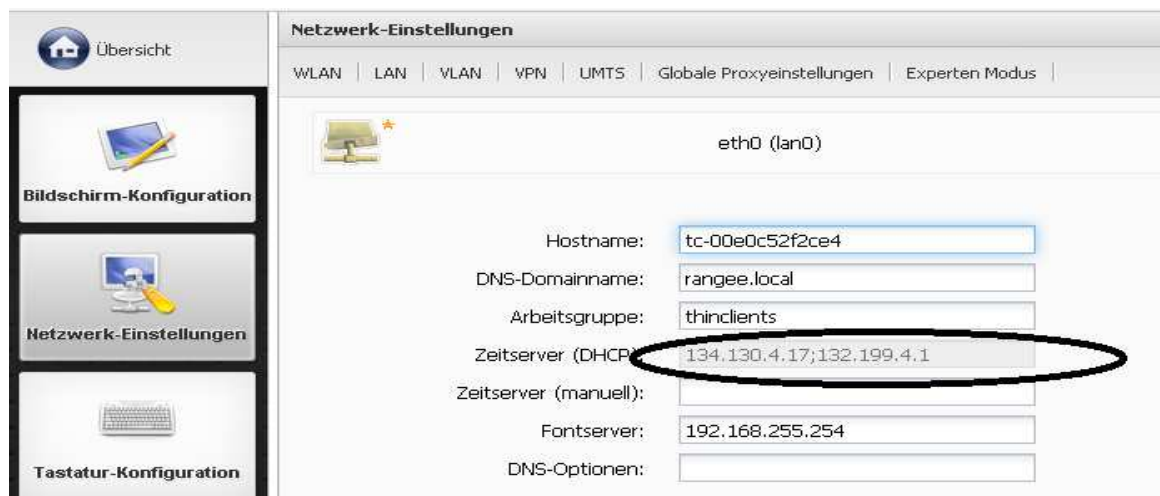 Übersicht
Bildschirm-Konfiguration
Netzwerk-Einstellungen
Tastatur-Konfiguration
Netzwerk-Einstellungen
WLAN | LAN | VLAN | VPN | UMTS | Globale Proxyeinstellungen | Experten Modus |
eth0 (lan0)
Hostname: tc-00e0c52f2ce4
DNS-Domainname: rangee.local
Arbeitsgruppe: thinclients
Zeitserver (DHCP) 134.130.4.17;132.199.4.1
Zeitserver (manuell):
Fontserver: 192.168.255.254
DNS-Optionen: